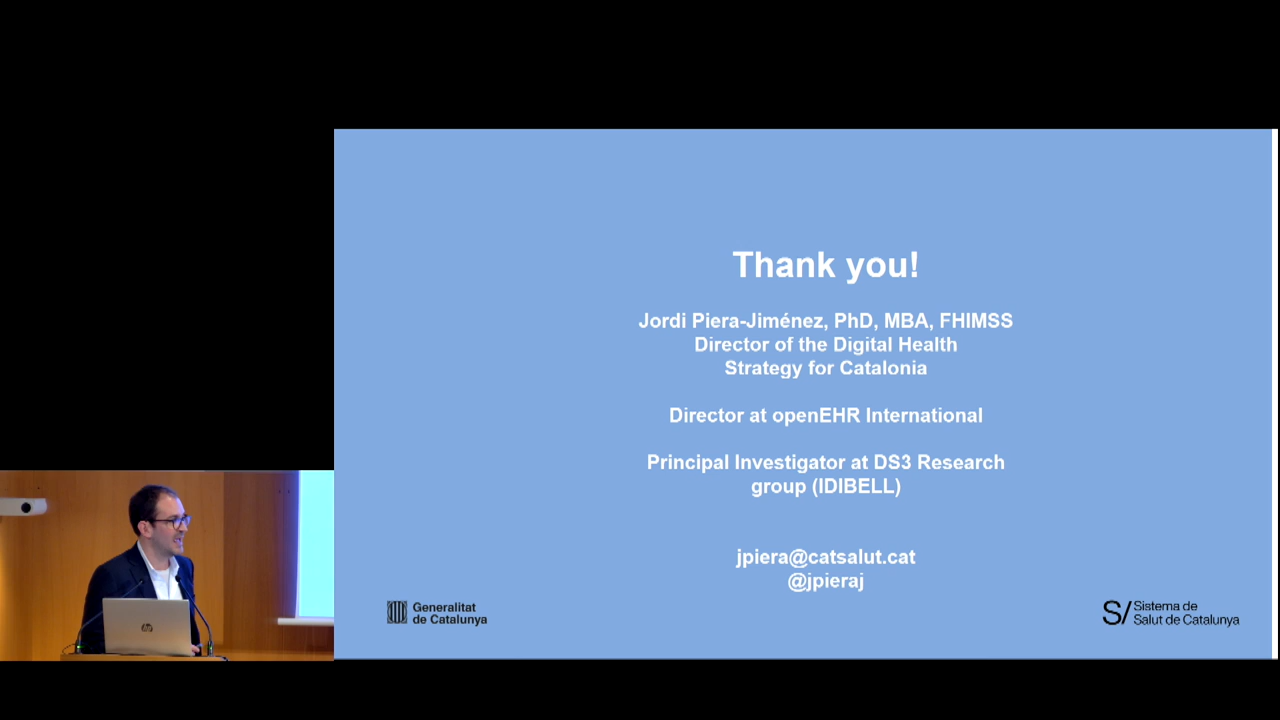 Thank you!
Jordi Piera-Jiménez, PhD, MBA, FHIMSS
Director of the Digital Health
Strategy for Catalonia
Director at openEHR International
Principal Investigator at DS3 Research
group (IDIBELL)
jpiera@catsalut.cat
@jpieraj
Generalitat
de Catalunya
S/ Sistema de
Salut de Catalunya
hp